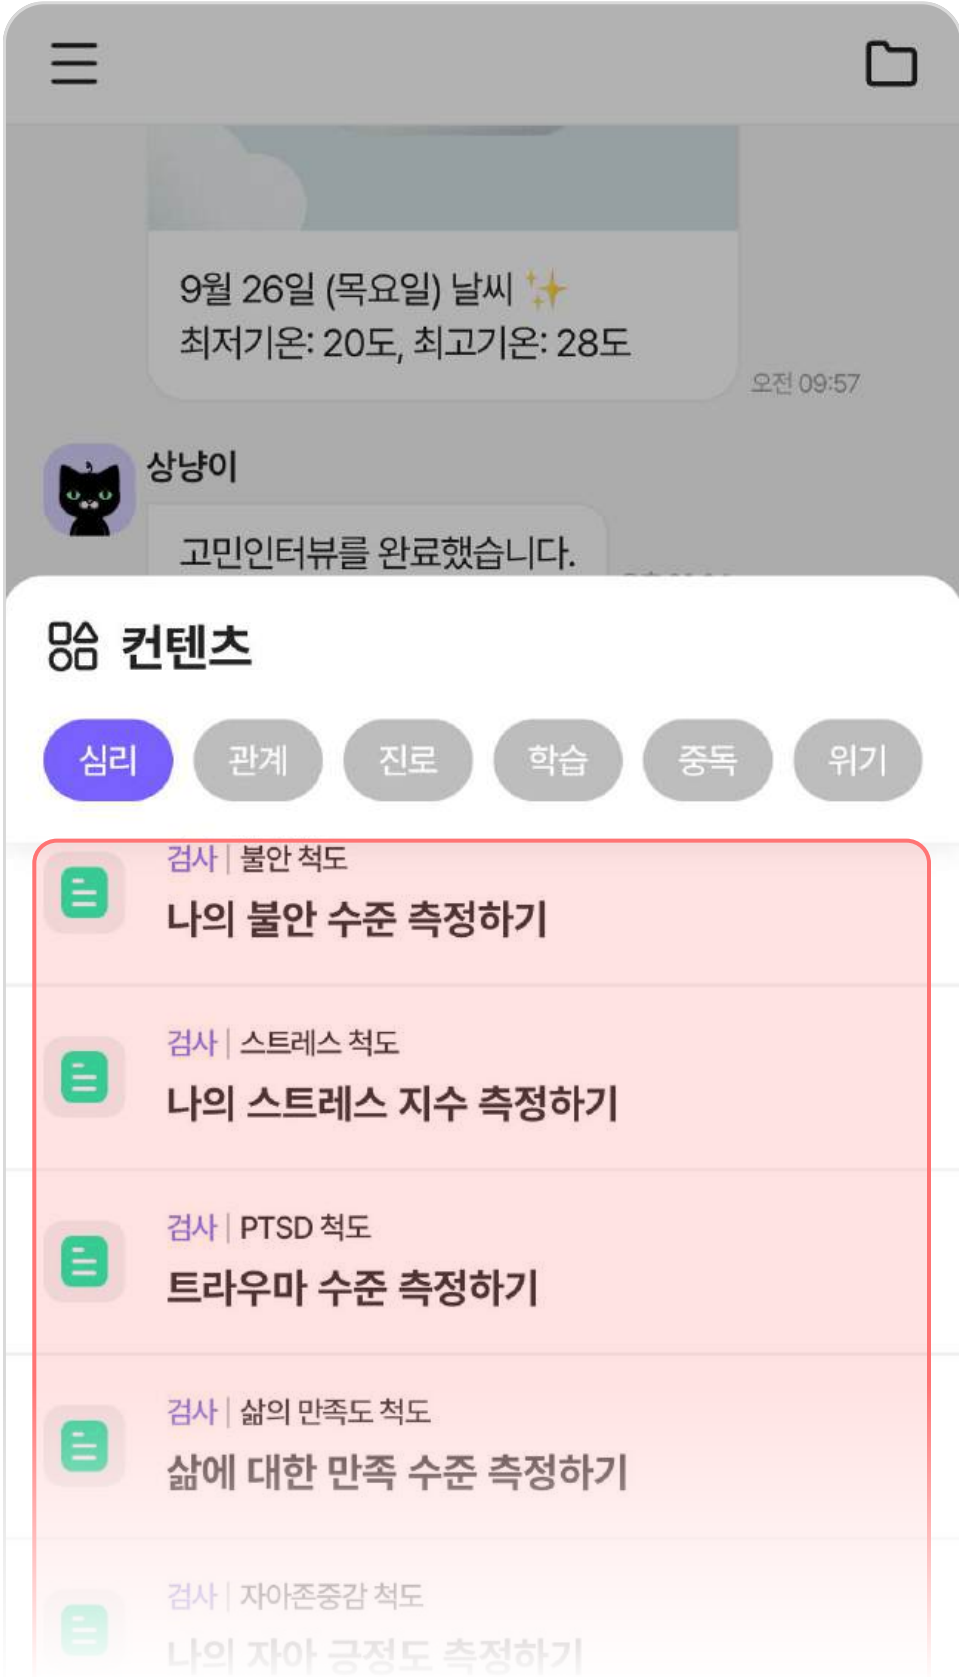 9월 26일 (목요일) 날씨 ✨
최저기온: 20도, 최고기온: 28도
오전 09:57
상냥이
고민인터뷰를 완료했습니다.
컨텐츠
심리 관계 진로 학습 중독 위기
검사 | 불안 척도
나의 불안 수준 측정하기
검사 | 스트레스 척도
나의 스트레스 지수 측정하기
검사 | PTSD 척도
트라우마 수준 측정하기
검사 | 삶의 만족도 척도
삶에 대한 만족 수준 측정하기
검사 | 자아존중감 척도
나의 자아 긍정도 측정하기